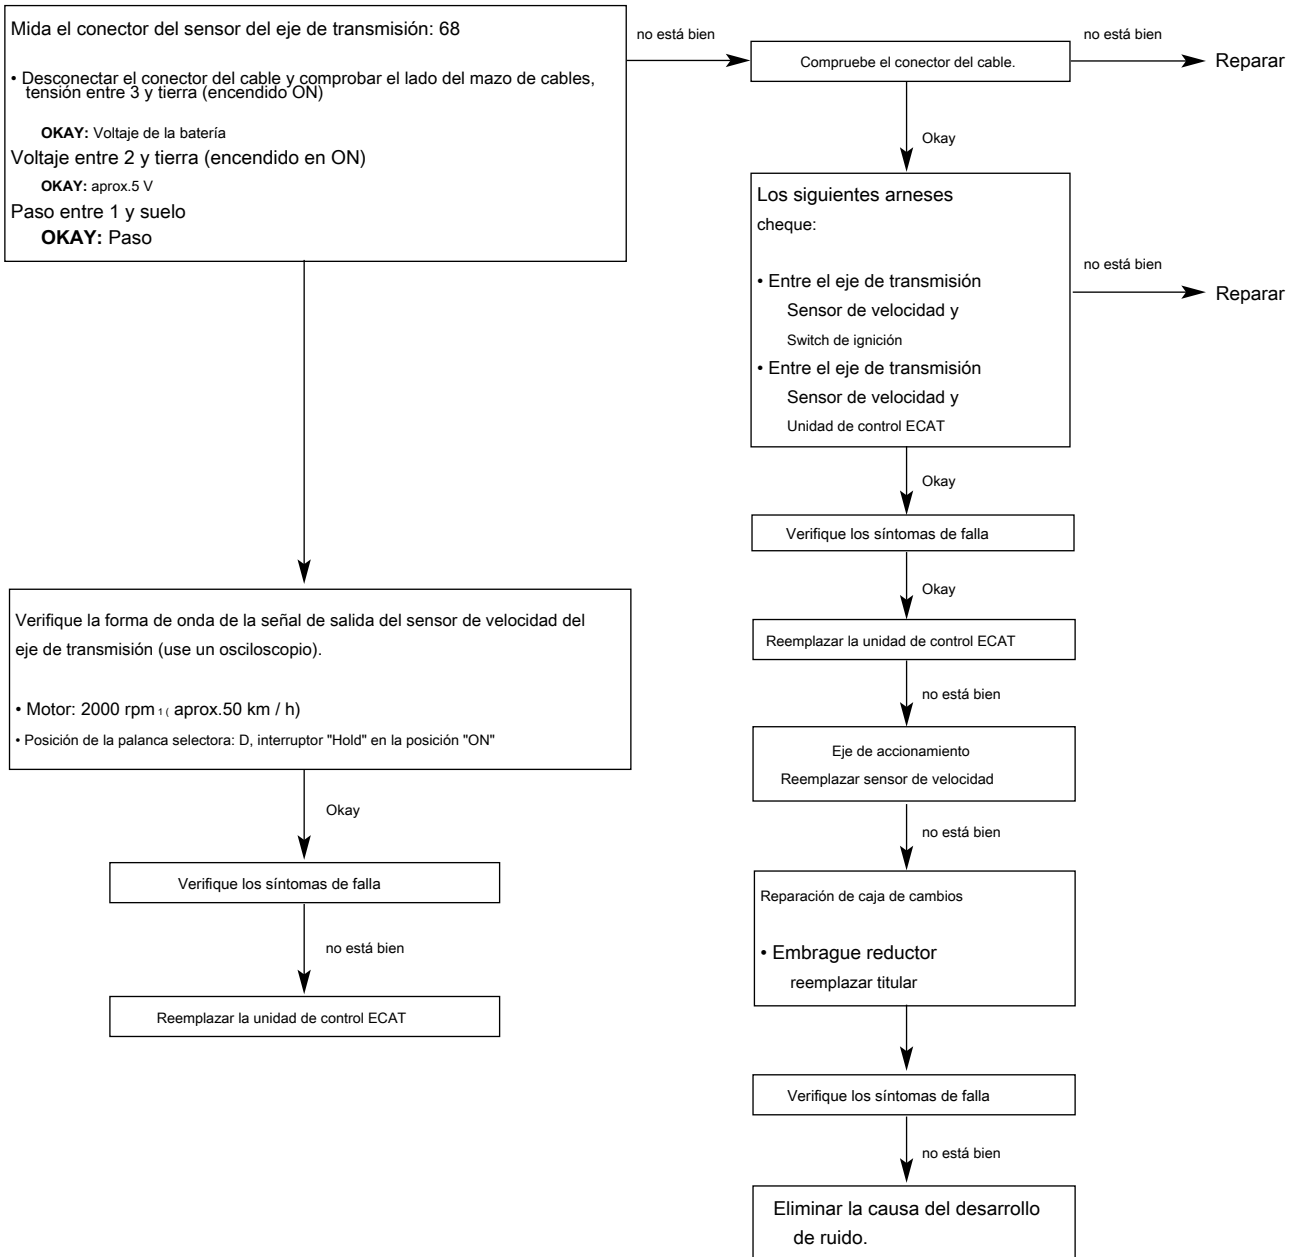 Mida el conector del sensor del eje de transmisión: 68
• Desconectar el conector del cable y comprobar el lado del mazo de cables,
tensión entre 3 y tierra (encendido ON)
OKAY: Voltaje de la batería
Voltaje entre 2 y tierra (encendido en ON)
OKAY: aprox.5 V
Paso entre 1 y suelo
OKAY: Paso
no está bien
Compruebe el conector del cable.
no está bien
Reparar
Okay
Los siguientes arneses
cheque:
• Entre el eje de transmisión
Sensor de velocidad y
Switch de ignición
• Entre el eje de transmisión
Sensor de velocidad y
Unidad de control ECAT
no está bien
Reparar
Okay
Verifique los síntomas de falla
Okay
Reemplazar la unidad de control ECAT
no está bien
Eje de accionamiento
Reemplazar sensor de velocidad
no está bien
Reparación de caja de cambios
• Embrague reductor
reemplazar titular
Verifique los síntomas de falla
no está bien
Eliminar la causa del desarrollo
de ruido.
Verifique la forma de onda de la señal de salida del sensor de velocidad del
eje de transmisión (use un osciloscopio).
• Motor: 2000 rpm 1 ( aprox.50 km / h)
• Posición de la palanca selectora: D, interruptor "Hold" en la posición "ON"
Okay
Verifique los síntomas de falla
no está bien
Reemplazar la unidad de control ECAT